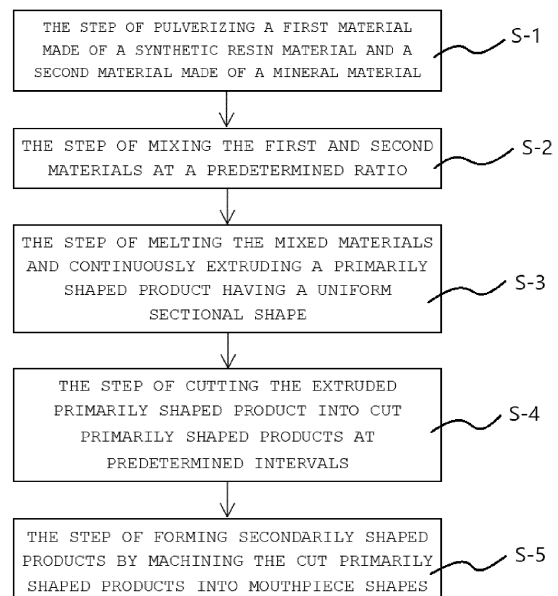 THE STEP OF PULVERIZING A FIRST MATERIAL
MADE OF A SYNTHETIC RESIN MATERIAL AND A
SECOND MATERIAL MADE OF A MINERAL MATERIAL
S-1
THE STEP OF MIXING THE FIRST AND SECOND
MATERIALS AT A PREDETERMINED RATIO
S-2
THE STEP OF MELTING THE MIXED MATERIALS
AND CONTINUOUSLY EXTRUDING A PRIMARILY
SHAPED PRODUCT HAVING A UNIFORM
SECTIONAL SHAPE
S-3
THE STEP OF CUTTING THE EXTRUDED
PRIMARILY SHAPED PRODUCT INTO CUT
PRIMARILY SHAPED PRODUCTS AT
PREDETERMINED INTERVALS
S-4
THE STEP OF FORMING SECONDARILY SHAPED
PRODUCTS BY MACHINING THE CUT PRIMARILY
SHAPED PRODUCTS INTO MOUTHPIECE SHAPES
S-5